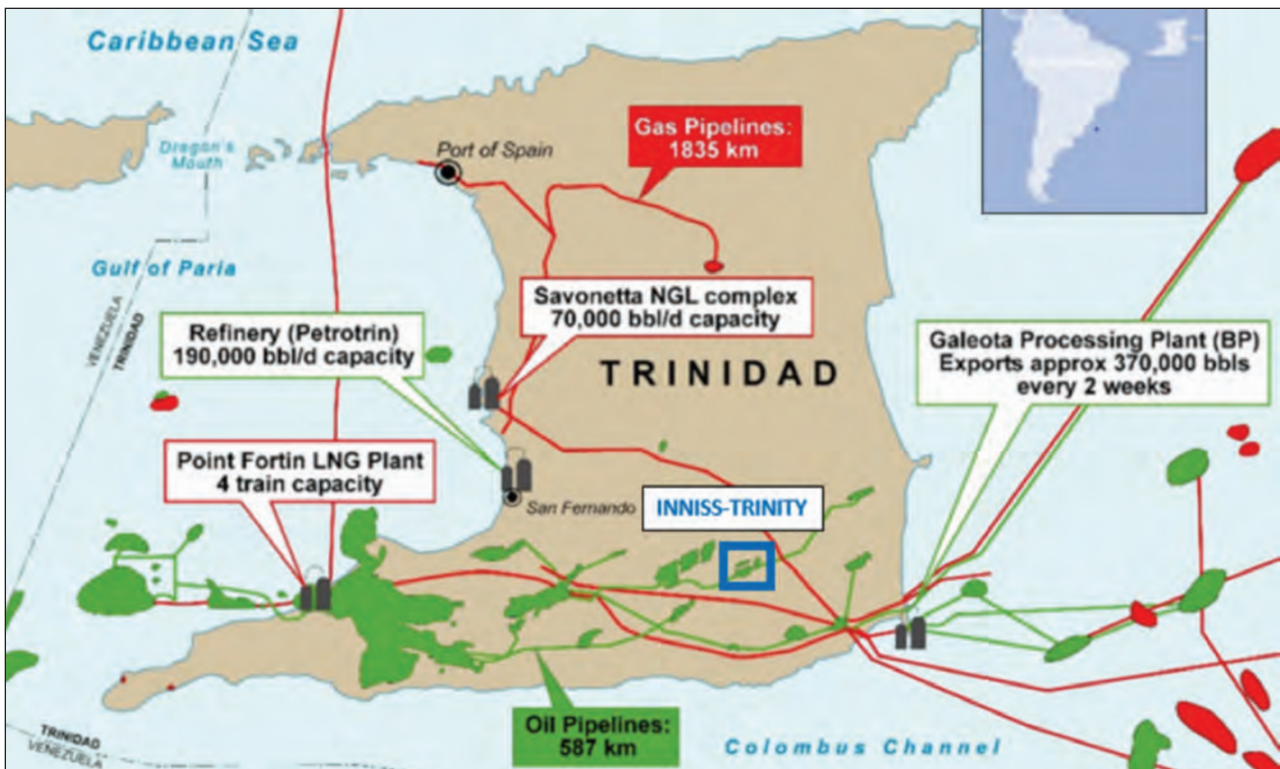 Caribbean Sea
Dragon's
Mouth
Port of Spain
Gas Pipelines:
1835 km
Gulf of Paria
VENEZUELA
TRINIDAD
Savonetta NGL complex
70,000 bbl/d capacity
Refinery (Petrotrin)
190,000 bbl/d capacity
TRINIDAD
Galeota Processing Plant (BP)
Exports approx 370,000 bbls
every 2 weeks
Point Fortin LNG Plant
4 train capacity
San Fernando
INNISS-TRINITY
Oil Pipelines:
587 km
TRINIDAD
VENEZUELA
Colombus Channel